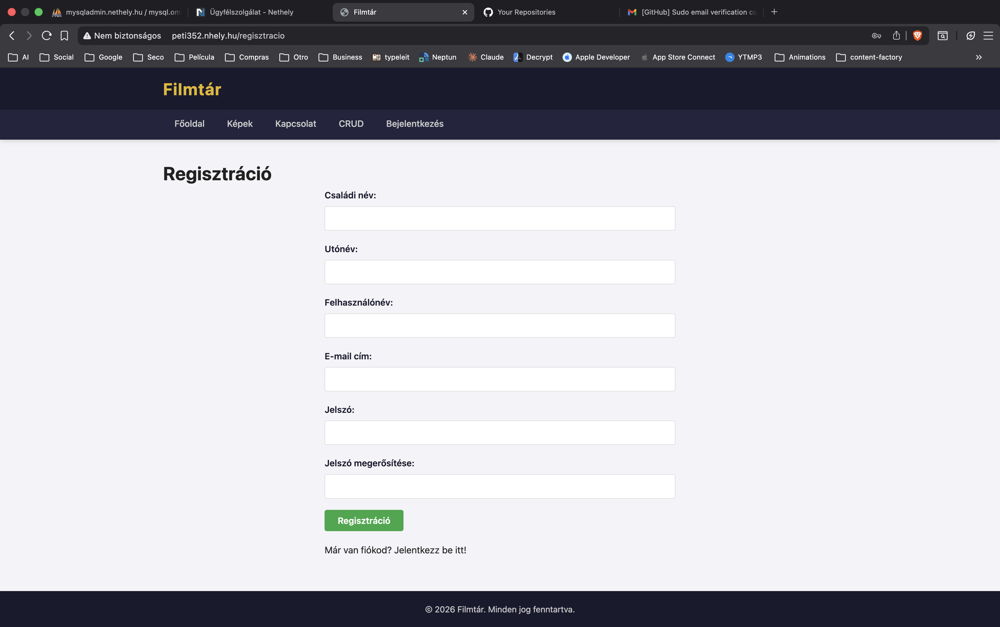 mysqladmin.nethely.hu / mysql.om
Ügyfélszolgálat - Nethely
Filmtár
Your Repositories
[GitHub] Sudo email verification co
Nem biztonságos peti352.nhely.hu/regisztracio
AI Social Google Seco Película Compras Otro Business typeleit Neptun Claude Decrypt Apple Developer App Store Connect YTMP3 Animations content-factory
Filmtár
Főoldal Képek Kapcsolat CRUD Bejelentkezés
Regisztráció
Családi név:
Utónév:
Felhasználónév:
E-mail cím:
Jelszó:
Jelszó megerősítése:
Regisztráció
Már van fiókod? Jelentkezz be itt!
© 2026 Filmtár. Minden jog fenntartva.